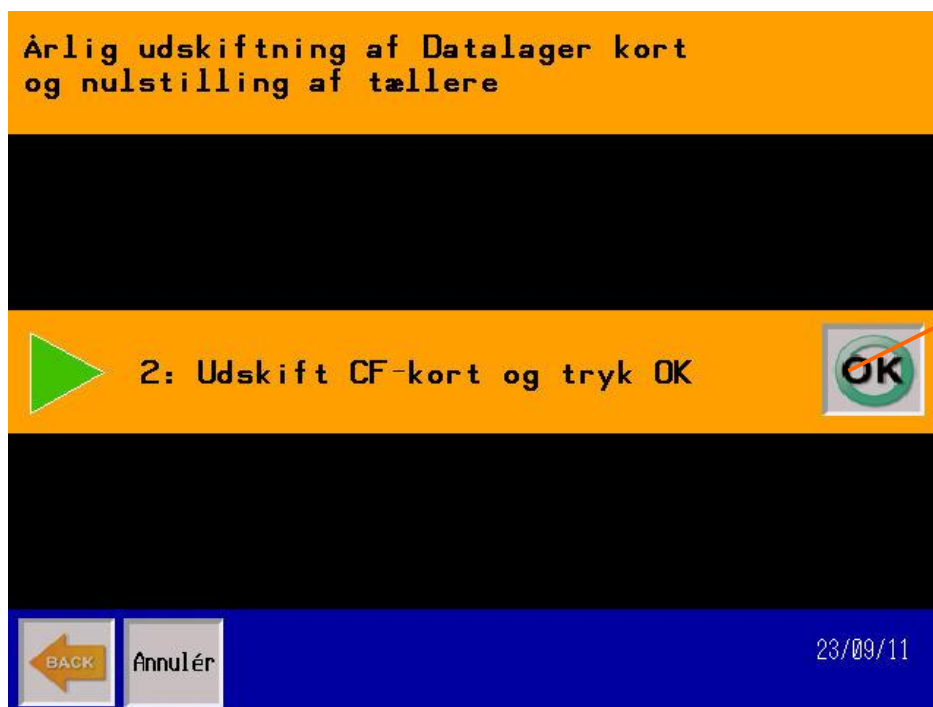 Årlig udskiftning af Datalager kort
og nulstilling af tællere
2: Udskift CF-kort og tryk OK
OK
BACK
Annulér
23/09/11